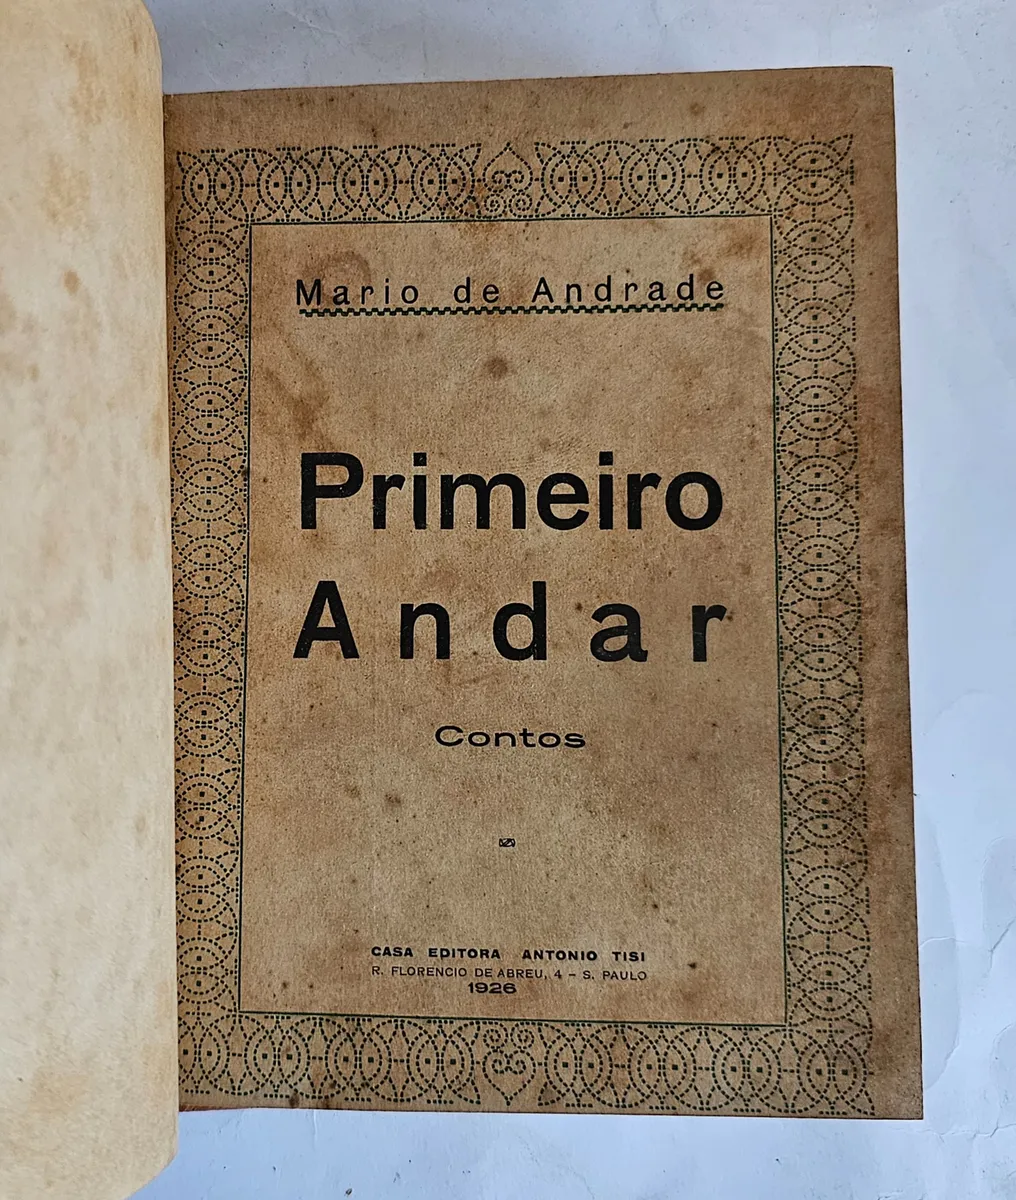 Mario de Andrade
Primeiro
Andar
Contos
CASA EDITORA ANTONIO TISI
R. FLORENCIO DE ABREU, 4 – S. PAULO
1926